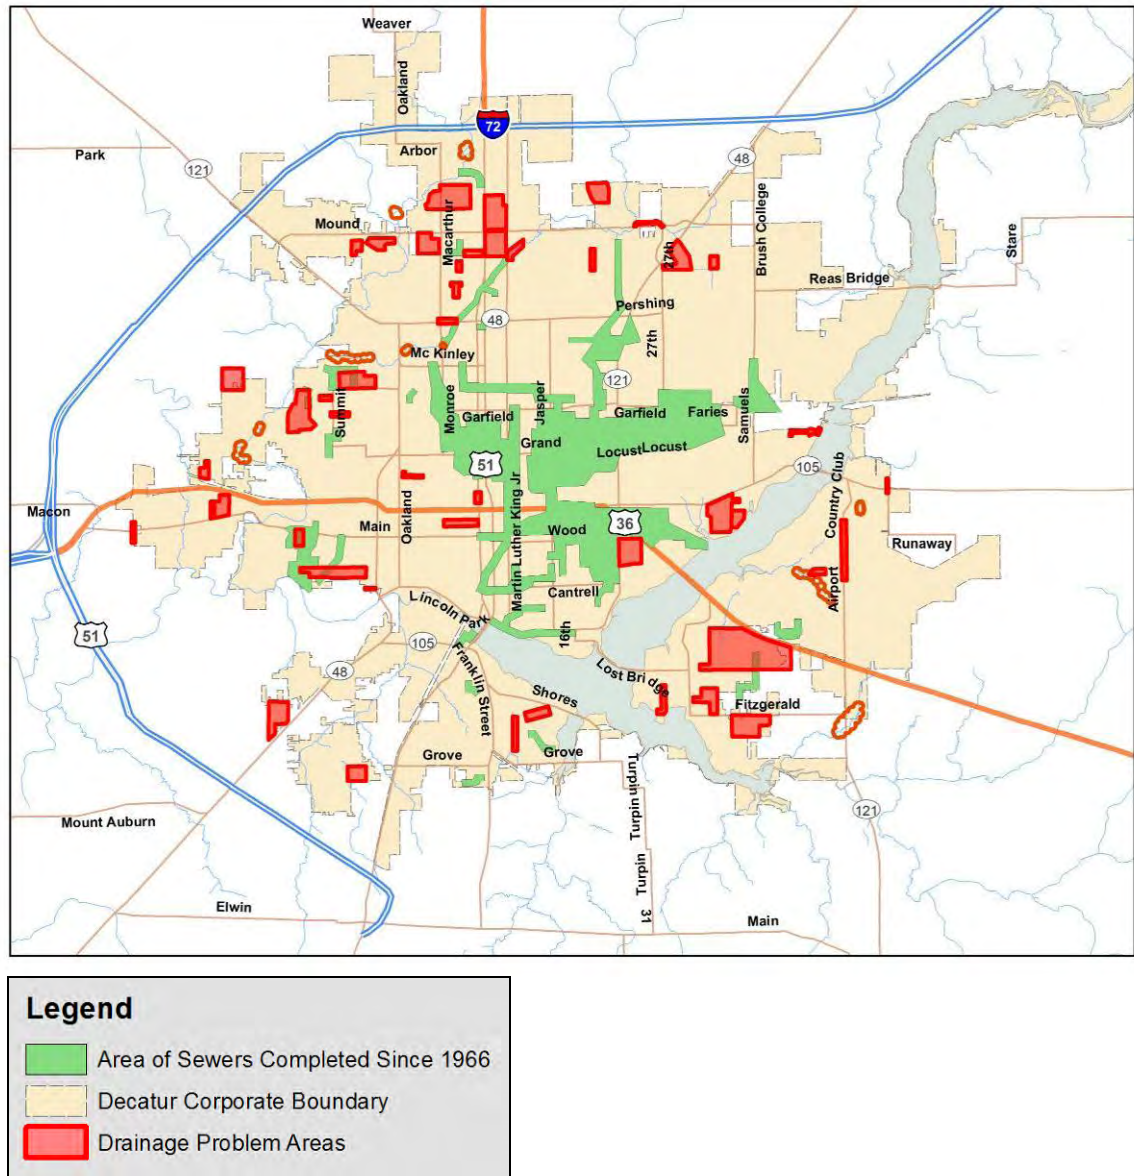 Weaver
Oakland
72
Arbor
Park
121
48
Mound
Macarthur
27th
Brush College
Stare
Reas Bridge
Pershing
48
27th
Mc Kinley
121
Summit
Monroe
Garfield
Jasper
Garfield
Faries
Samuels
Grand
Locust
Locust
51
105
Country Club
Macon
Main
Oakland
Martin Luther King Jr
Wood
36
Runaway
Cantrell
Airport
Lincoln Park
16th
51
105
48
Franklin Street
Lost Bridge
Shores
Fitzgerald
Grove
Grove
Turpin
Turpin
121
Mount Auburn
Turpin
Elwin
31
Main
Legend
Area of Sewers Completed Since 1966
Decatur Corporate Boundary
Drainage Problem Areas